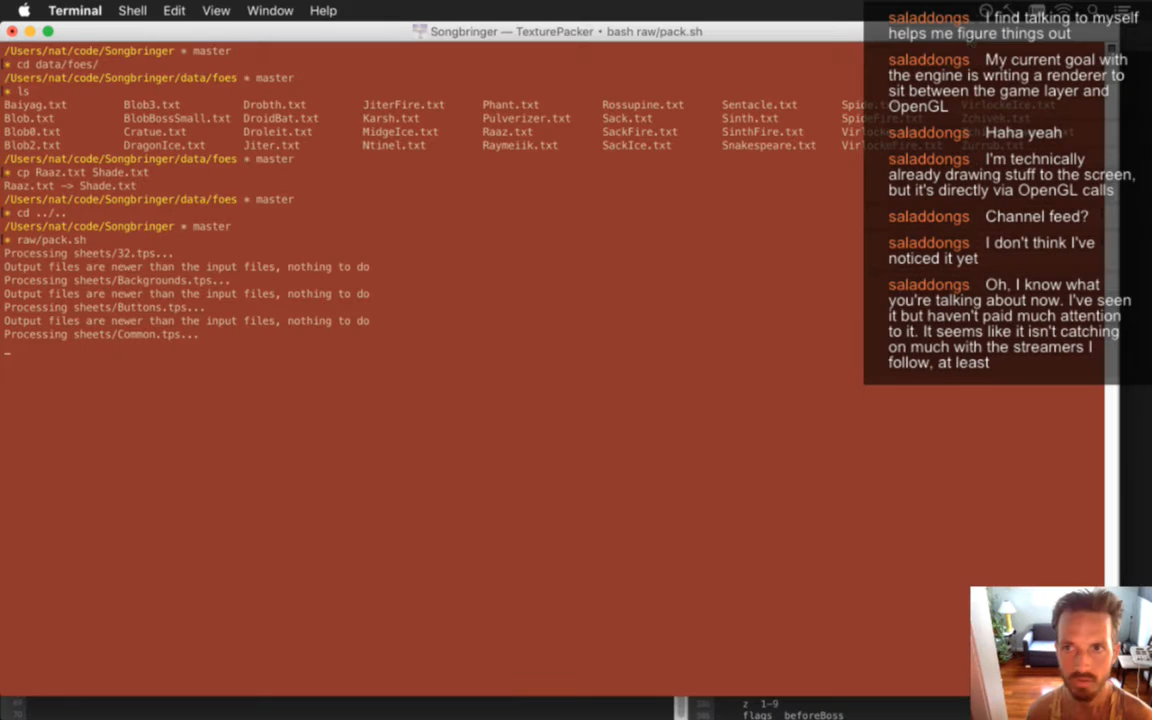 Terminal Shell Edit View Window Help
Songbringer — TexturePacker • bash raw/pack.sh
/Users/nat/code/Songbringer * master
* cd data/foes/
/Users/nat/code/Songbringer/data/foes * master
* ls
Baiyag.txt Blob3.txt Drobth.txt JiterFire.txt Phant.txt Rossupine.txt Sentacle.txt VirlockeIce.txt
Blob.txt BlobBossSmall.txt DroidBat.txt Karsh.txt Pulverizer.txt Sack.txt Sinth.txt Zchivek.txt
Blob0.txt Cratue.txt Droleit.txt MidgeIce.txt Raaz.txt SackFire.txt SinthFire.txt
Blob2.txt DragonIce.txt Jiter.txt Ntinel.txt Raymeiik.txt SackIce.txt Snakespeare.txt VirlockeFire.txt Zurrub.txt
/Users/nat/code/Songbringer/data/foes * master
* cp Raaz.txt Shade.txt
Raaz.txt -> Shade.txt
/Users/nat/code/Songbringer/data/foes * master
* cd ../..
/Users/nat/code/Songbringer * master
* raw/pack.sh
Processing sheets/32.tps...
Output files are newer than the input files, nothing to do
Processing sheets/Backgrounds.tps...
Output files are newer than the input files, nothing to do
Processing sheets/Buttons.tps...
Output files are newer than the input files, nothing to do
Processing sheets/Common.tps...
saladdongs I find talking to myself
helps me figure things out
saladdongs My current goal with
the engine is writing a renderer to
sit between the game layer and
OpenGL
saladdongs Haha yeah
saladdongs I'm technically
already drawing stuff to the screen,
but it's directly via OpenGL calls
saladdongs Channel feed?
saladdongs I don't think I've
noticed it yet
saladdongs Oh, I know what
you're talking about now. I've seen
it but haven't paid much attention
to it. It seems like it isn't catching
on much with the streamers I
follow, at least
z 1-9
flags beforeBoss